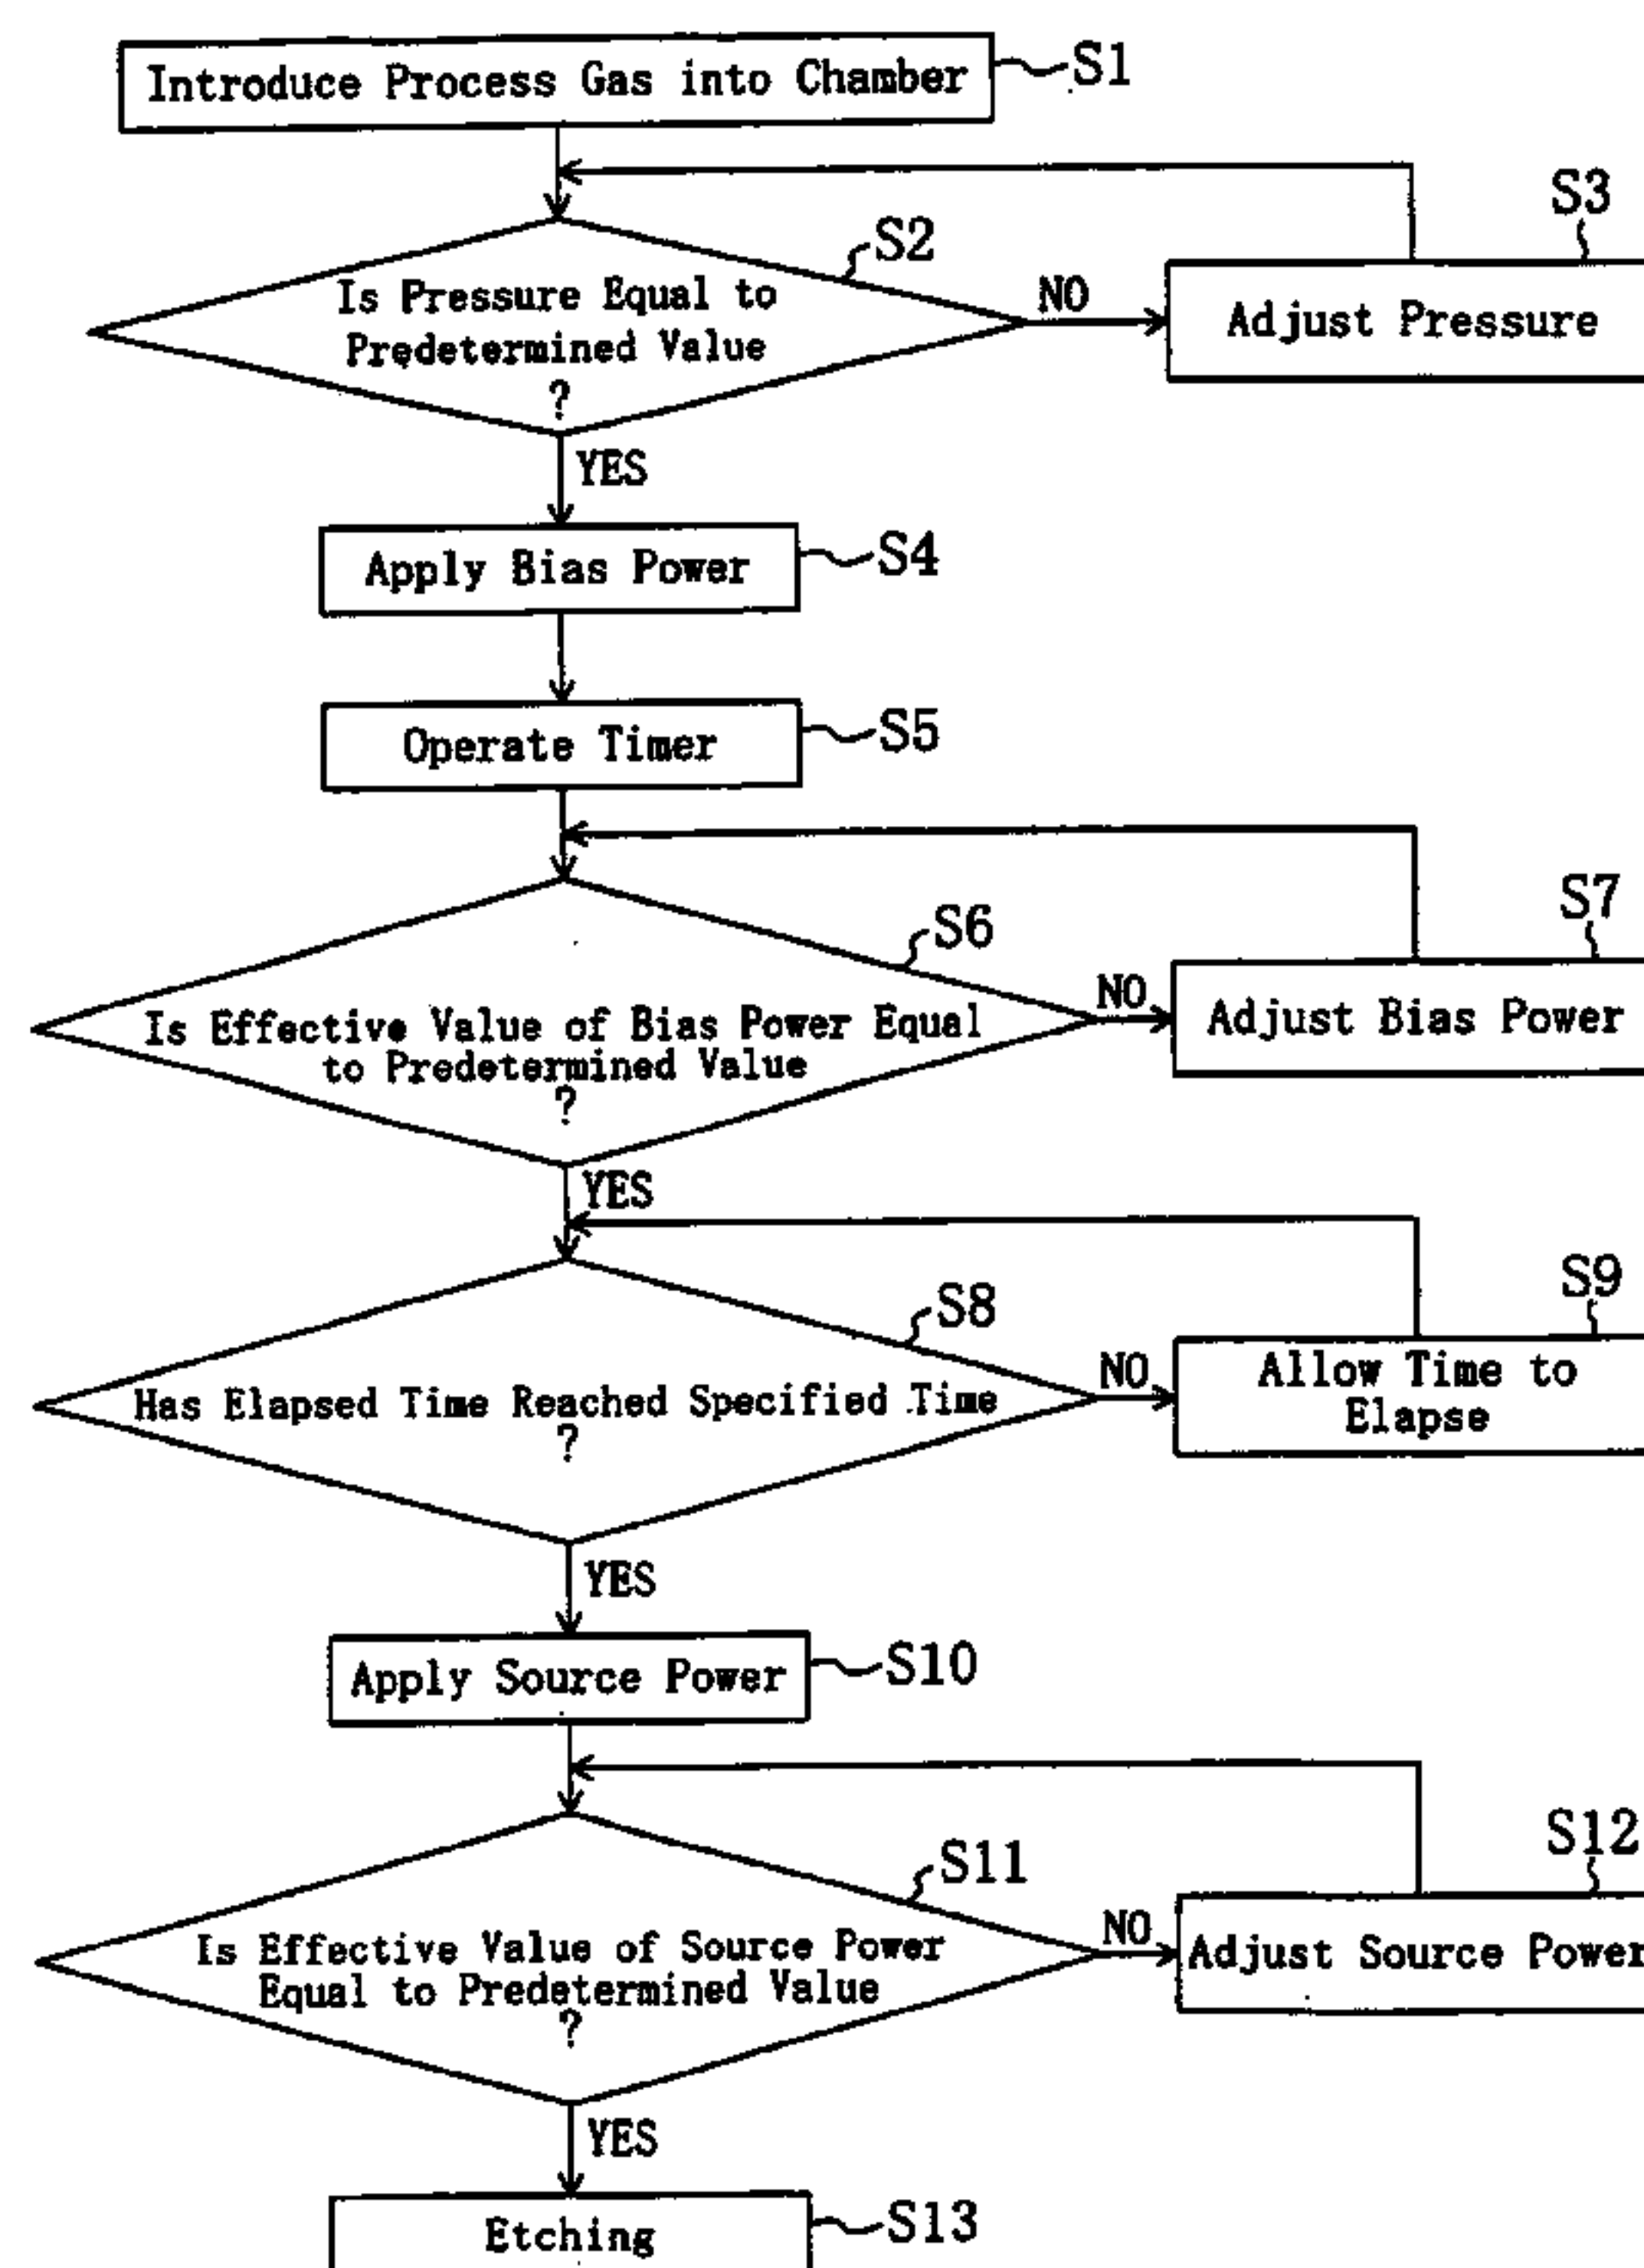 Introduce Process Gas into Chamber
S1
S2
S3
Is Pressure Equal to
Predetermined Value
?
NO
Adjust Pressure
YES
Apply Bias Power
S4
Operate Timer
S5
S6
S7
Is Effective Value of Bias Power Equal
to Predetermined Value
?
NO
Adjust Bias Power
YES
S8
S9
Has Elapsed Time Reached Specified Time
?
NO
Allow Time to
Elapse
YES
Apply Source Power
S10
S11
S12
Is Effective Value of Source Power
Equal to Predetermined Value
?
NO
Adjust Source Power
YES
Etching
S13